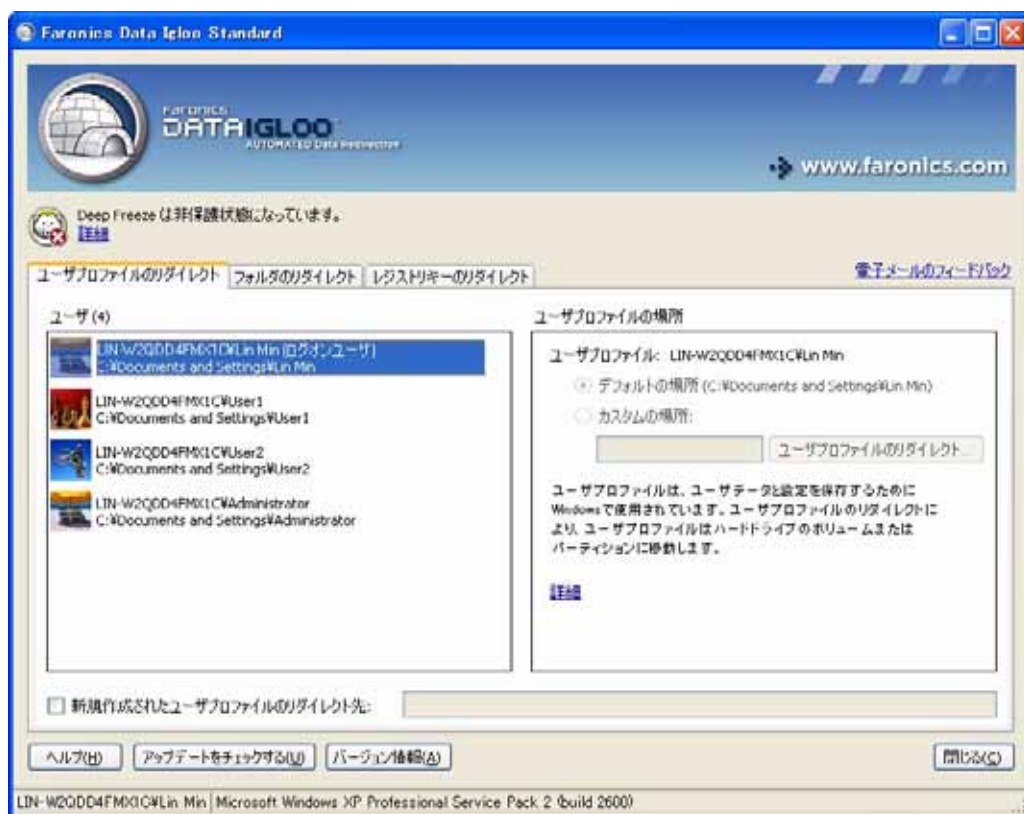 Faronics Data Igloo Standard
FARONICS
DATAIGLOO
AUTOMATED Data Redirection
www.faronics.com
Deep Freeze は非保護状態になっています。
詳細
ユーザプロファイルのリダイレクト
フォルダのリダイレクト
レジストリキーのリダイレクト
電子メールのフィードバック
ユーザ (4)
LIN-W2QDD4FMX1C¥Lin Min (ログオンユーザ)
C:¥Documents and Settings¥Lin Min
LIN-W2QDD4FMX1C¥User1
C:¥Documents and Settings¥User1
LIN-W2QDD4FMX1C¥User2
C:¥Documents and Settings¥User2
LIN-W2QDD4FMX1C¥Administrator
C:¥Documents and Settings¥Administrator
ユーザプロファイルの場所
ユーザプロファイル: LIN-W2QDD4FMX1C¥Lin Min
デフォルトの場所 (C:¥Documents and Settings¥Lin Min)
カスタムの場所:
ユーザプロファイルのリダイレクト...
ユーザプロファイルは、ユーザデータと設定を保存するために
Windowsで使用されています。ユーザプロファイルのリダイレクトに
より、ユーザプロファイルはハードドライブのボリュームまたは
パーティションに移動します。
詳細
新規作成されたユーザプロファイルのリダイレクト先:
ヘルプ(H)
アップデートをチェックする(U)
バージョン情報(A)
閉じる(C)
LIN-W2QDD4FMX1C¥Lin Min
Microsoft Windows XP Professional Service Pack 2 (build 2600)